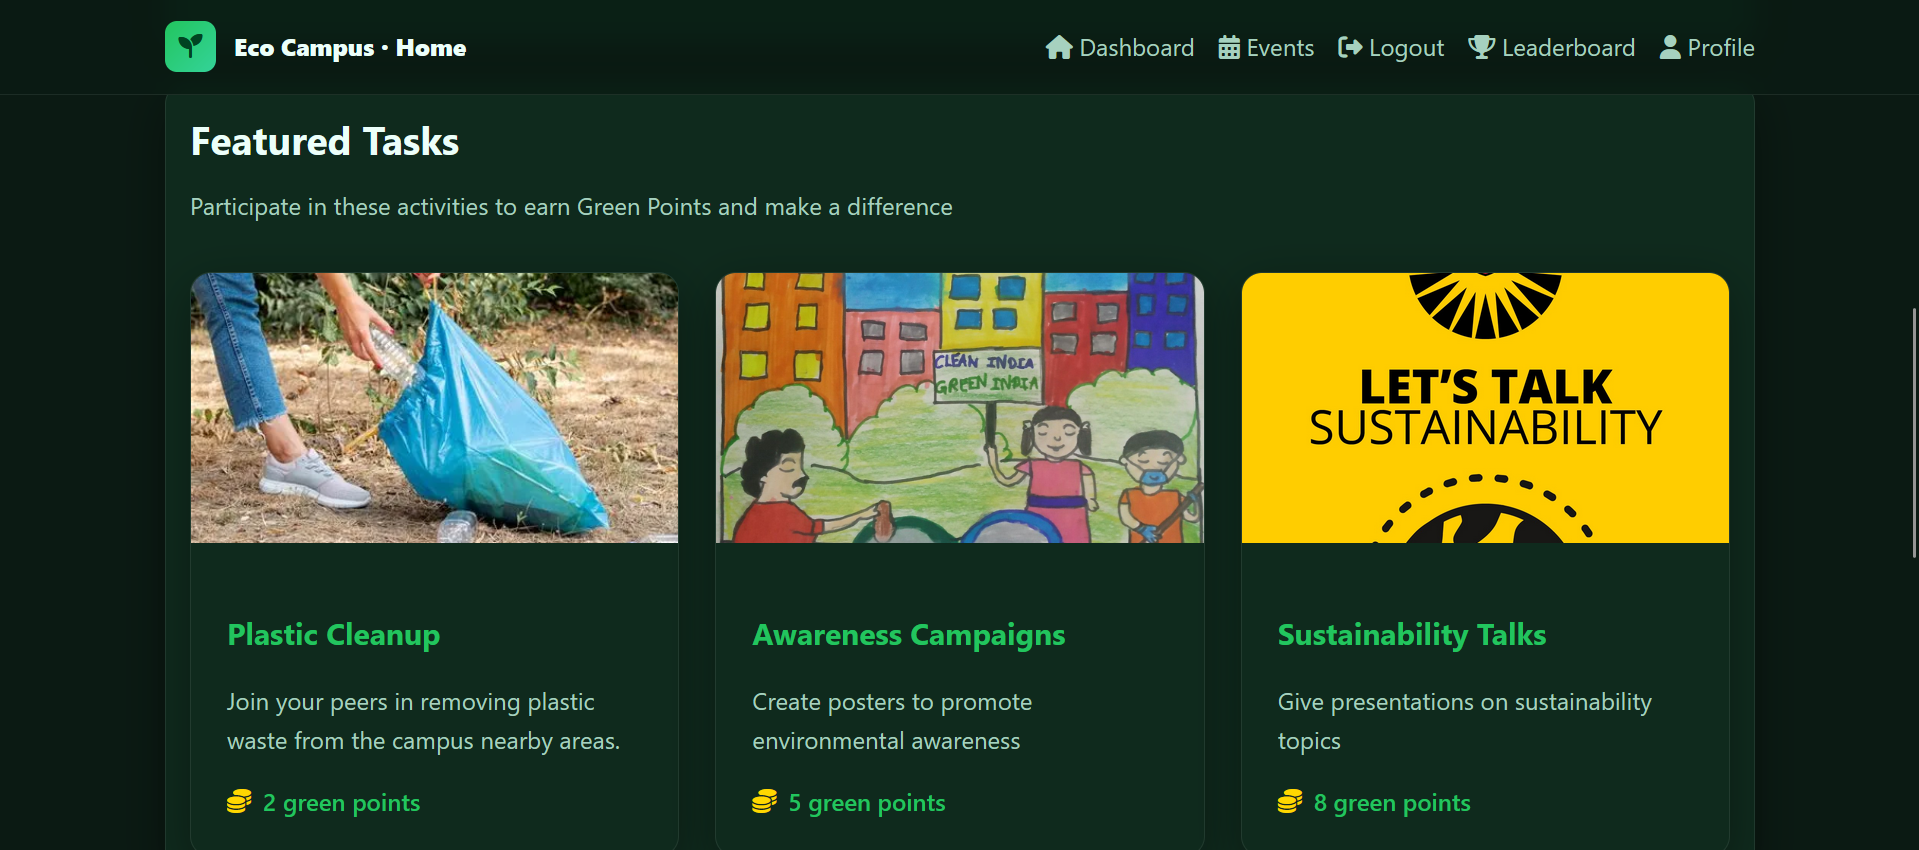 Eco Campus · Home
Dashboard
Events
Logout
Leaderboard
Profile
Featured Tasks
Participate in these activities to earn Green Points and make a difference
CLEAN INDIA
GREEN INDIA
LET'S TALK
SUSTAINABILITY
Plastic Cleanup
Join your peers in removing plastic
waste from the campus nearby areas.
2 green points
Awareness Campaigns
Create posters to promote
environmental awareness
5 green points
Sustainability Talks
Give presentations on sustainability
topics
8 green points